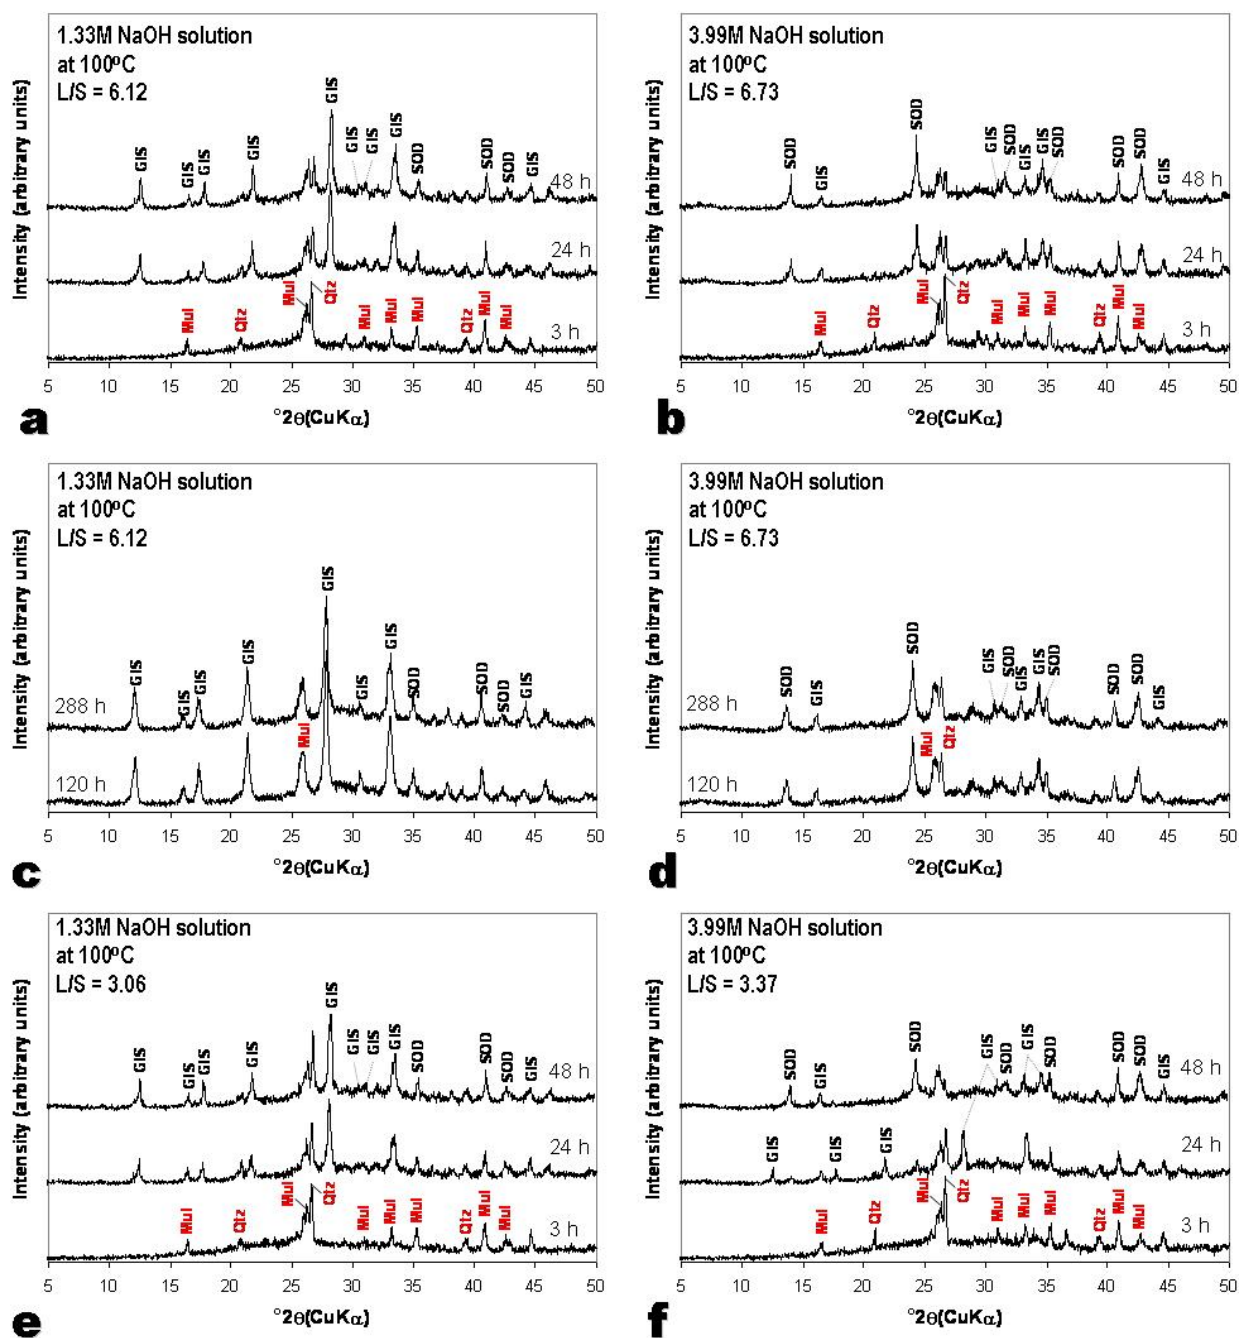 1.33M NaOH solution
at 100ºC
L/S = 6.12
Intensity (arbitrary units)
GIS GIS GIS GIS GIS GIS GIS GIS SOD SOD SOD GIS
48 h
24 h
Mul Qtz Mul Qtz Mul Mul Mul Qtz Mul Mul
3 h
5 10 15 20 25 30 35 40 45 50
°2θ(CuKα)
a
3.99M NaOH solution
at 100ºC
L/S = 6.73
Intensity (arbitrary units)
SOD GIS SOD GIS SOD GIS GIS SOD SOD SOD GIS
48 h
24 h
Mul Qtz Mul Qtz Mul Mul Mul Qtz Mul Mul
3 h
5 10 15 20 25 30 35 40 45 50
°2θ(CuKα)
b
1.33M NaOH solution
at 100ºC
L/S = 6.12
Intensity (arbitrary units)
GIS GIS GIS GIS GIS GIS GIS SOD SOD SOD GIS
288 h
Mul
120 h
5 10 15 20 25 30 35 40 45 50
°2θ(CuKα)
c
3.99M NaOH solution
at 100ºC
L/S = 6.73
Intensity (arbitrary units)
SOD GIS SOD GIS SOD GIS GIS SOD SOD SOD GIS
288 h
Mul Qtz
120 h
5 10 15 20 25 30 35 40 45 50
°2θ(CuKα)
d
1.33M NaOH solution
at 100ºC
L/S = 3.06
Intensity (arbitrary units)
GIS GIS GIS GIS GIS GIS GIS GIS SOD SOD SOD GIS
48 h
24 h
Mul Qtz Mul Qtz Mul Mul Mul Qtz Mul Mul
3 h
5 10 15 20 25 30 35 40 45 50
°2θ(CuKα)
e
3.99M NaOH solution
at 100ºC
L/S = 3.37
Intensity (arbitrary units)
SOD GIS SOD GIS SOD GIS SOD SOD SOD GIS
48 h
GIS GIS GIS
24 h
Mul Qtz Mul Qtz Mul Mul Mul Qtz Mul Mul
3 h
5 10 15 20 25 30 35 40 45 50
°2θ(CuKα)
f